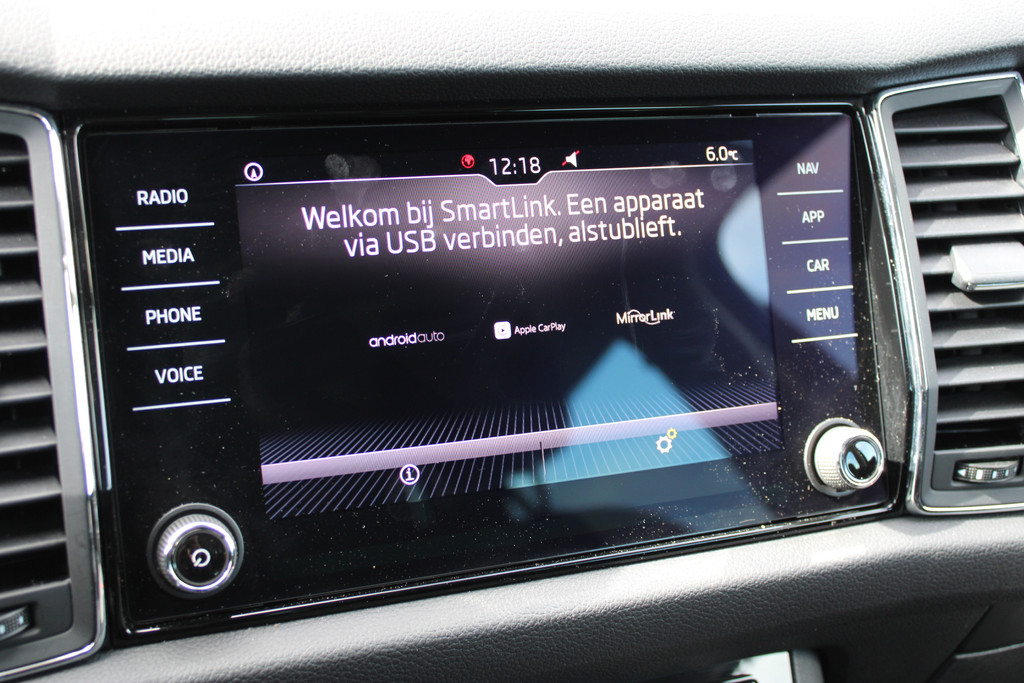 12:18
6.0°C
RADIO
MEDIA
PHONE
VOICE
Welkom bij SmartLink. Een apparaat
via USB verbinden, alstublieft.
androidauto
Apple CarPlay
MirrorLink
NAV
APP
CAR
MENU